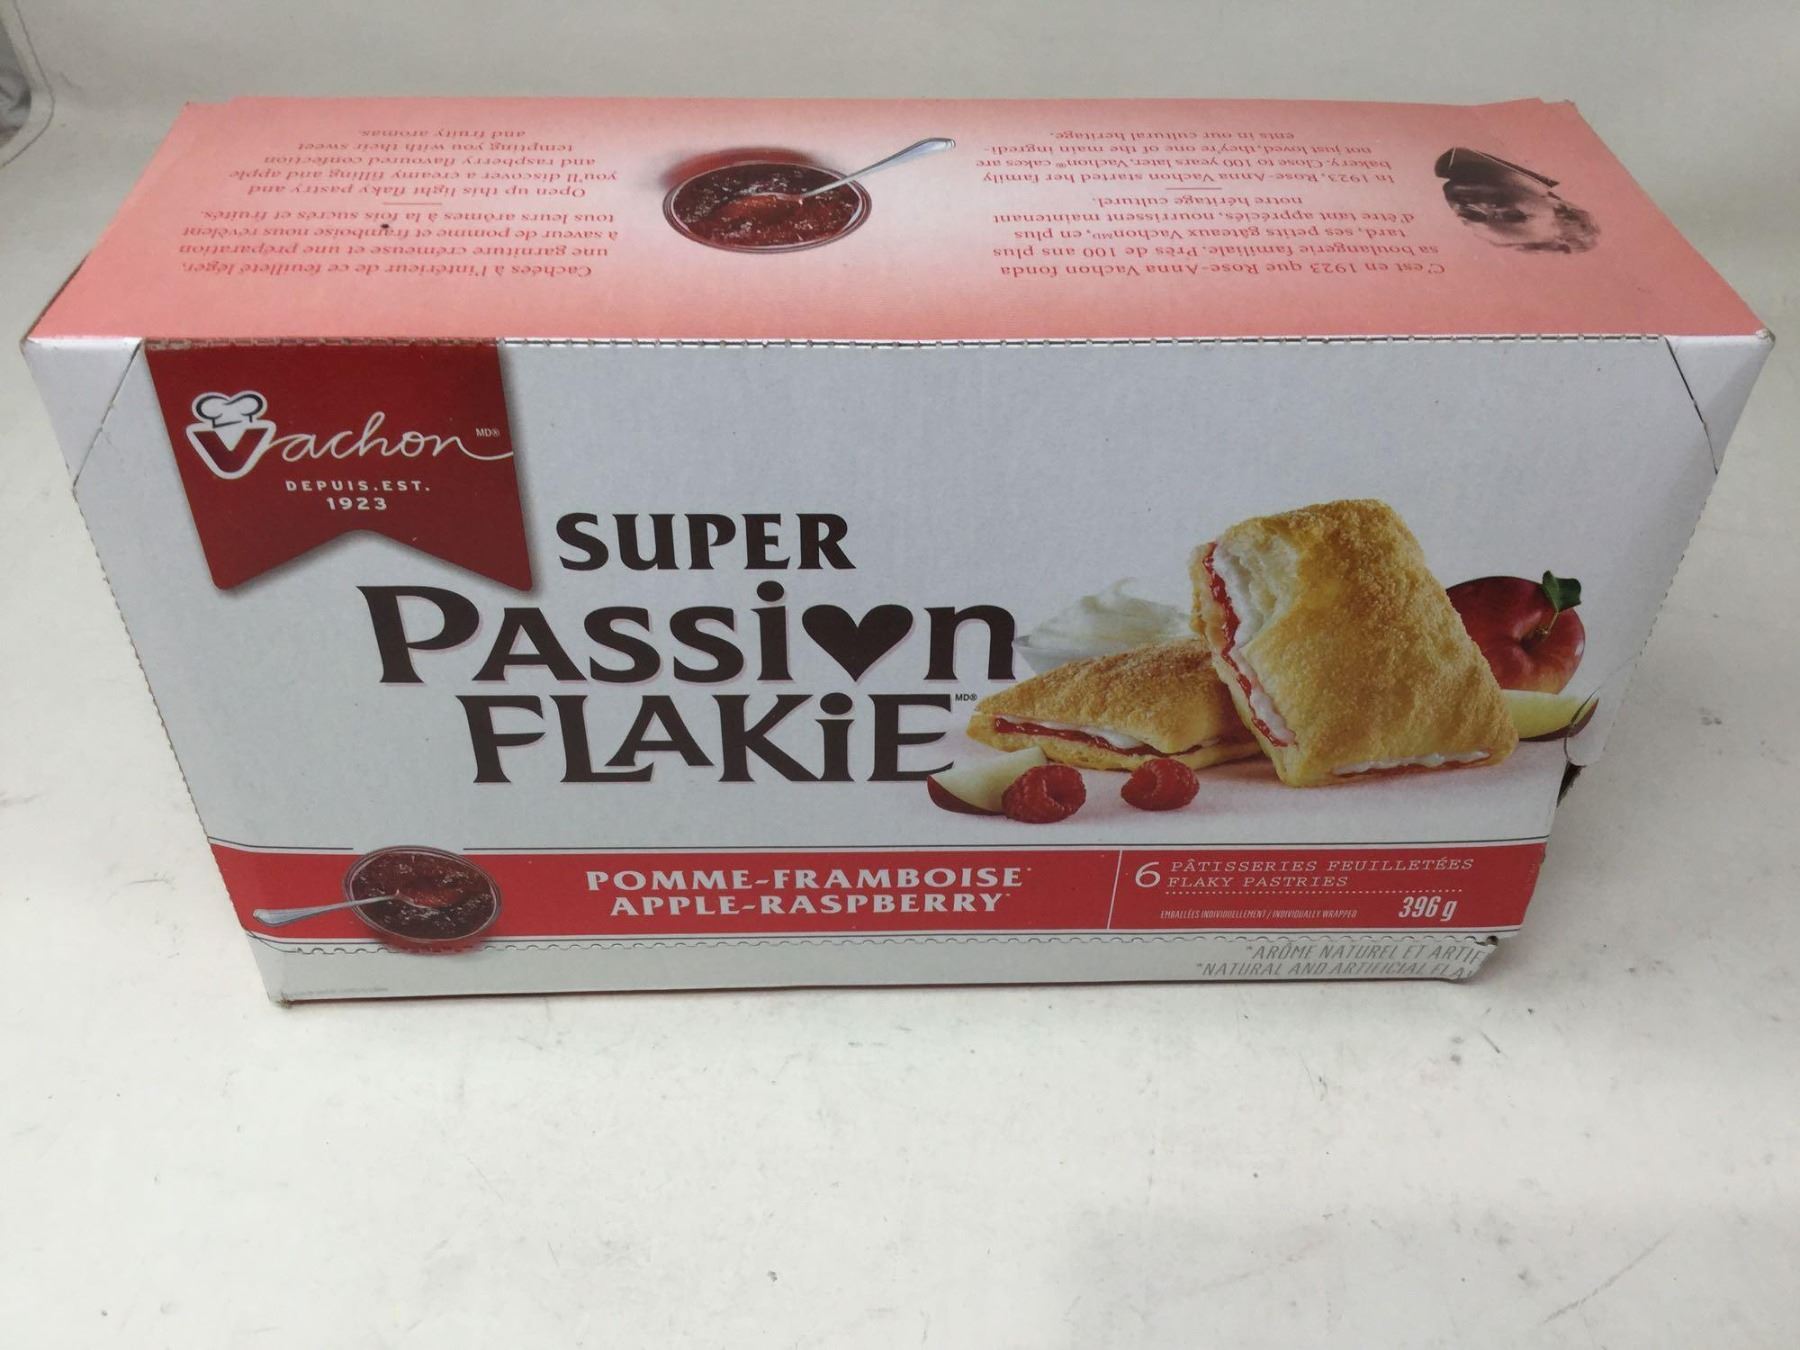 Cachées à l'intérieur de ce feuilleté léger,
une garniture crémeuse et une préparation
à saveur de pomme et framboise nous révèlent
tous leurs arômes à la fois sucrés et fruités.
Open up this light flaky pastry and
you'll discover a creamy filling and apple
and raspberry flavoured confection
tempting you with their sweet
and fruity aromas.
C'est en 1923 que Rose-Anna Vachon fonda
sa boulangerie familiale. Près de 100 ans plus
tard, ses petits gâteaux Vachon MD, en plus
d'être tant appréciés, nourrissent maintenant
notre héritage culturel.
In 1923, Rose-Anna Vachon started her family
bakery. Close to 100 years later, Vachon® cakes are
not just loved, they're one of the main ingredi-
ents in our cultural heritage.
Vachon MD®
DEPUIS.EST.
1923
SUPER
PASSION
FLAKIE MD®
POMME-FRAMBOISE*
APPLE-RASPBERRY*
6 PÂTISSERIES FEUILLETÉES
FLAKY PASTRIES
EMBALLÉES INDIVIDUELLEMENT / INDIVIDUALLY WRAPPED
396 g
*ARÔME NATUREL ET ARTIF
*NATURAL AND ARTIFICIAL FLA